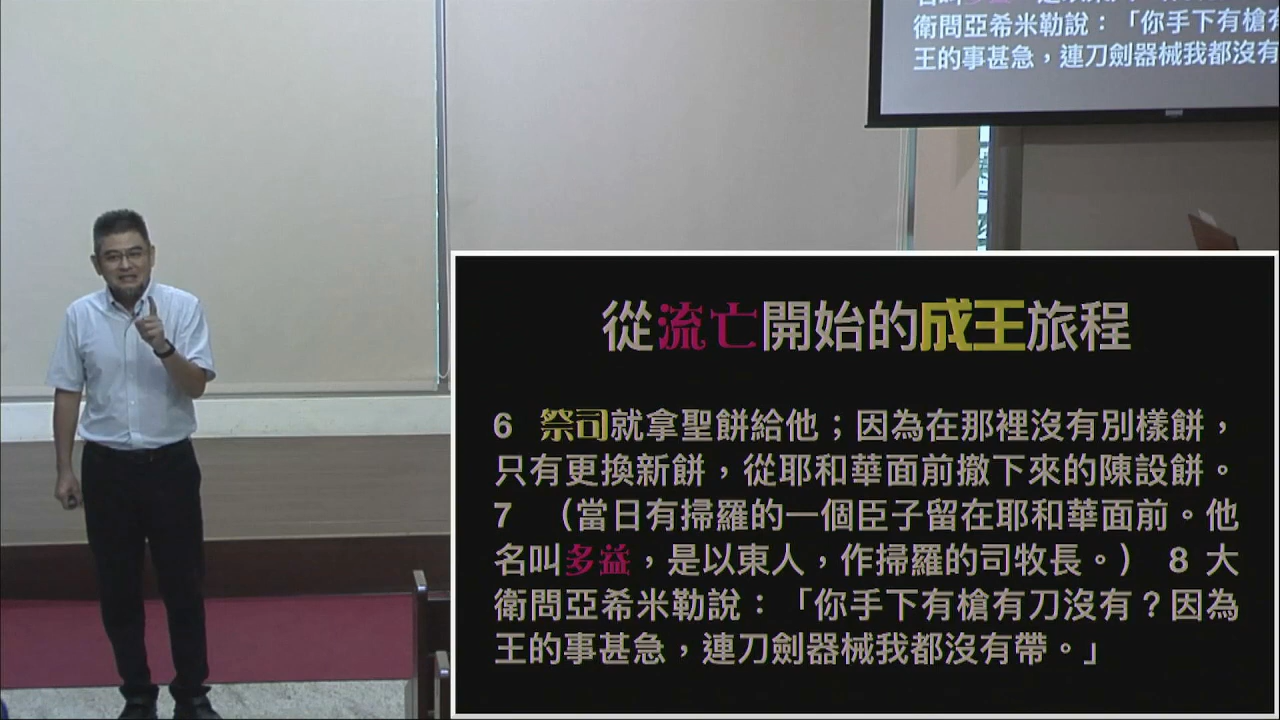 衛問亞希米勒說：「你手下有槍
王的事甚急，連刀劍器械我都沒有
從流亡開始的成王旅程
6 祭司就拿聖餅給他；因為在那裡沒有別樣餅，
只有更換新餅，從耶和華面前撤下來的陳設餅。
7 （當日有掃羅的一個臣子留在耶和華面前。他
名叫多益，是以東人，作掃羅的司牧長。） 8 大
衛問亞希米勒說：「你手下有槍有刀沒有？因為
王的事甚急，連刀劍器械我都沒有帶。」